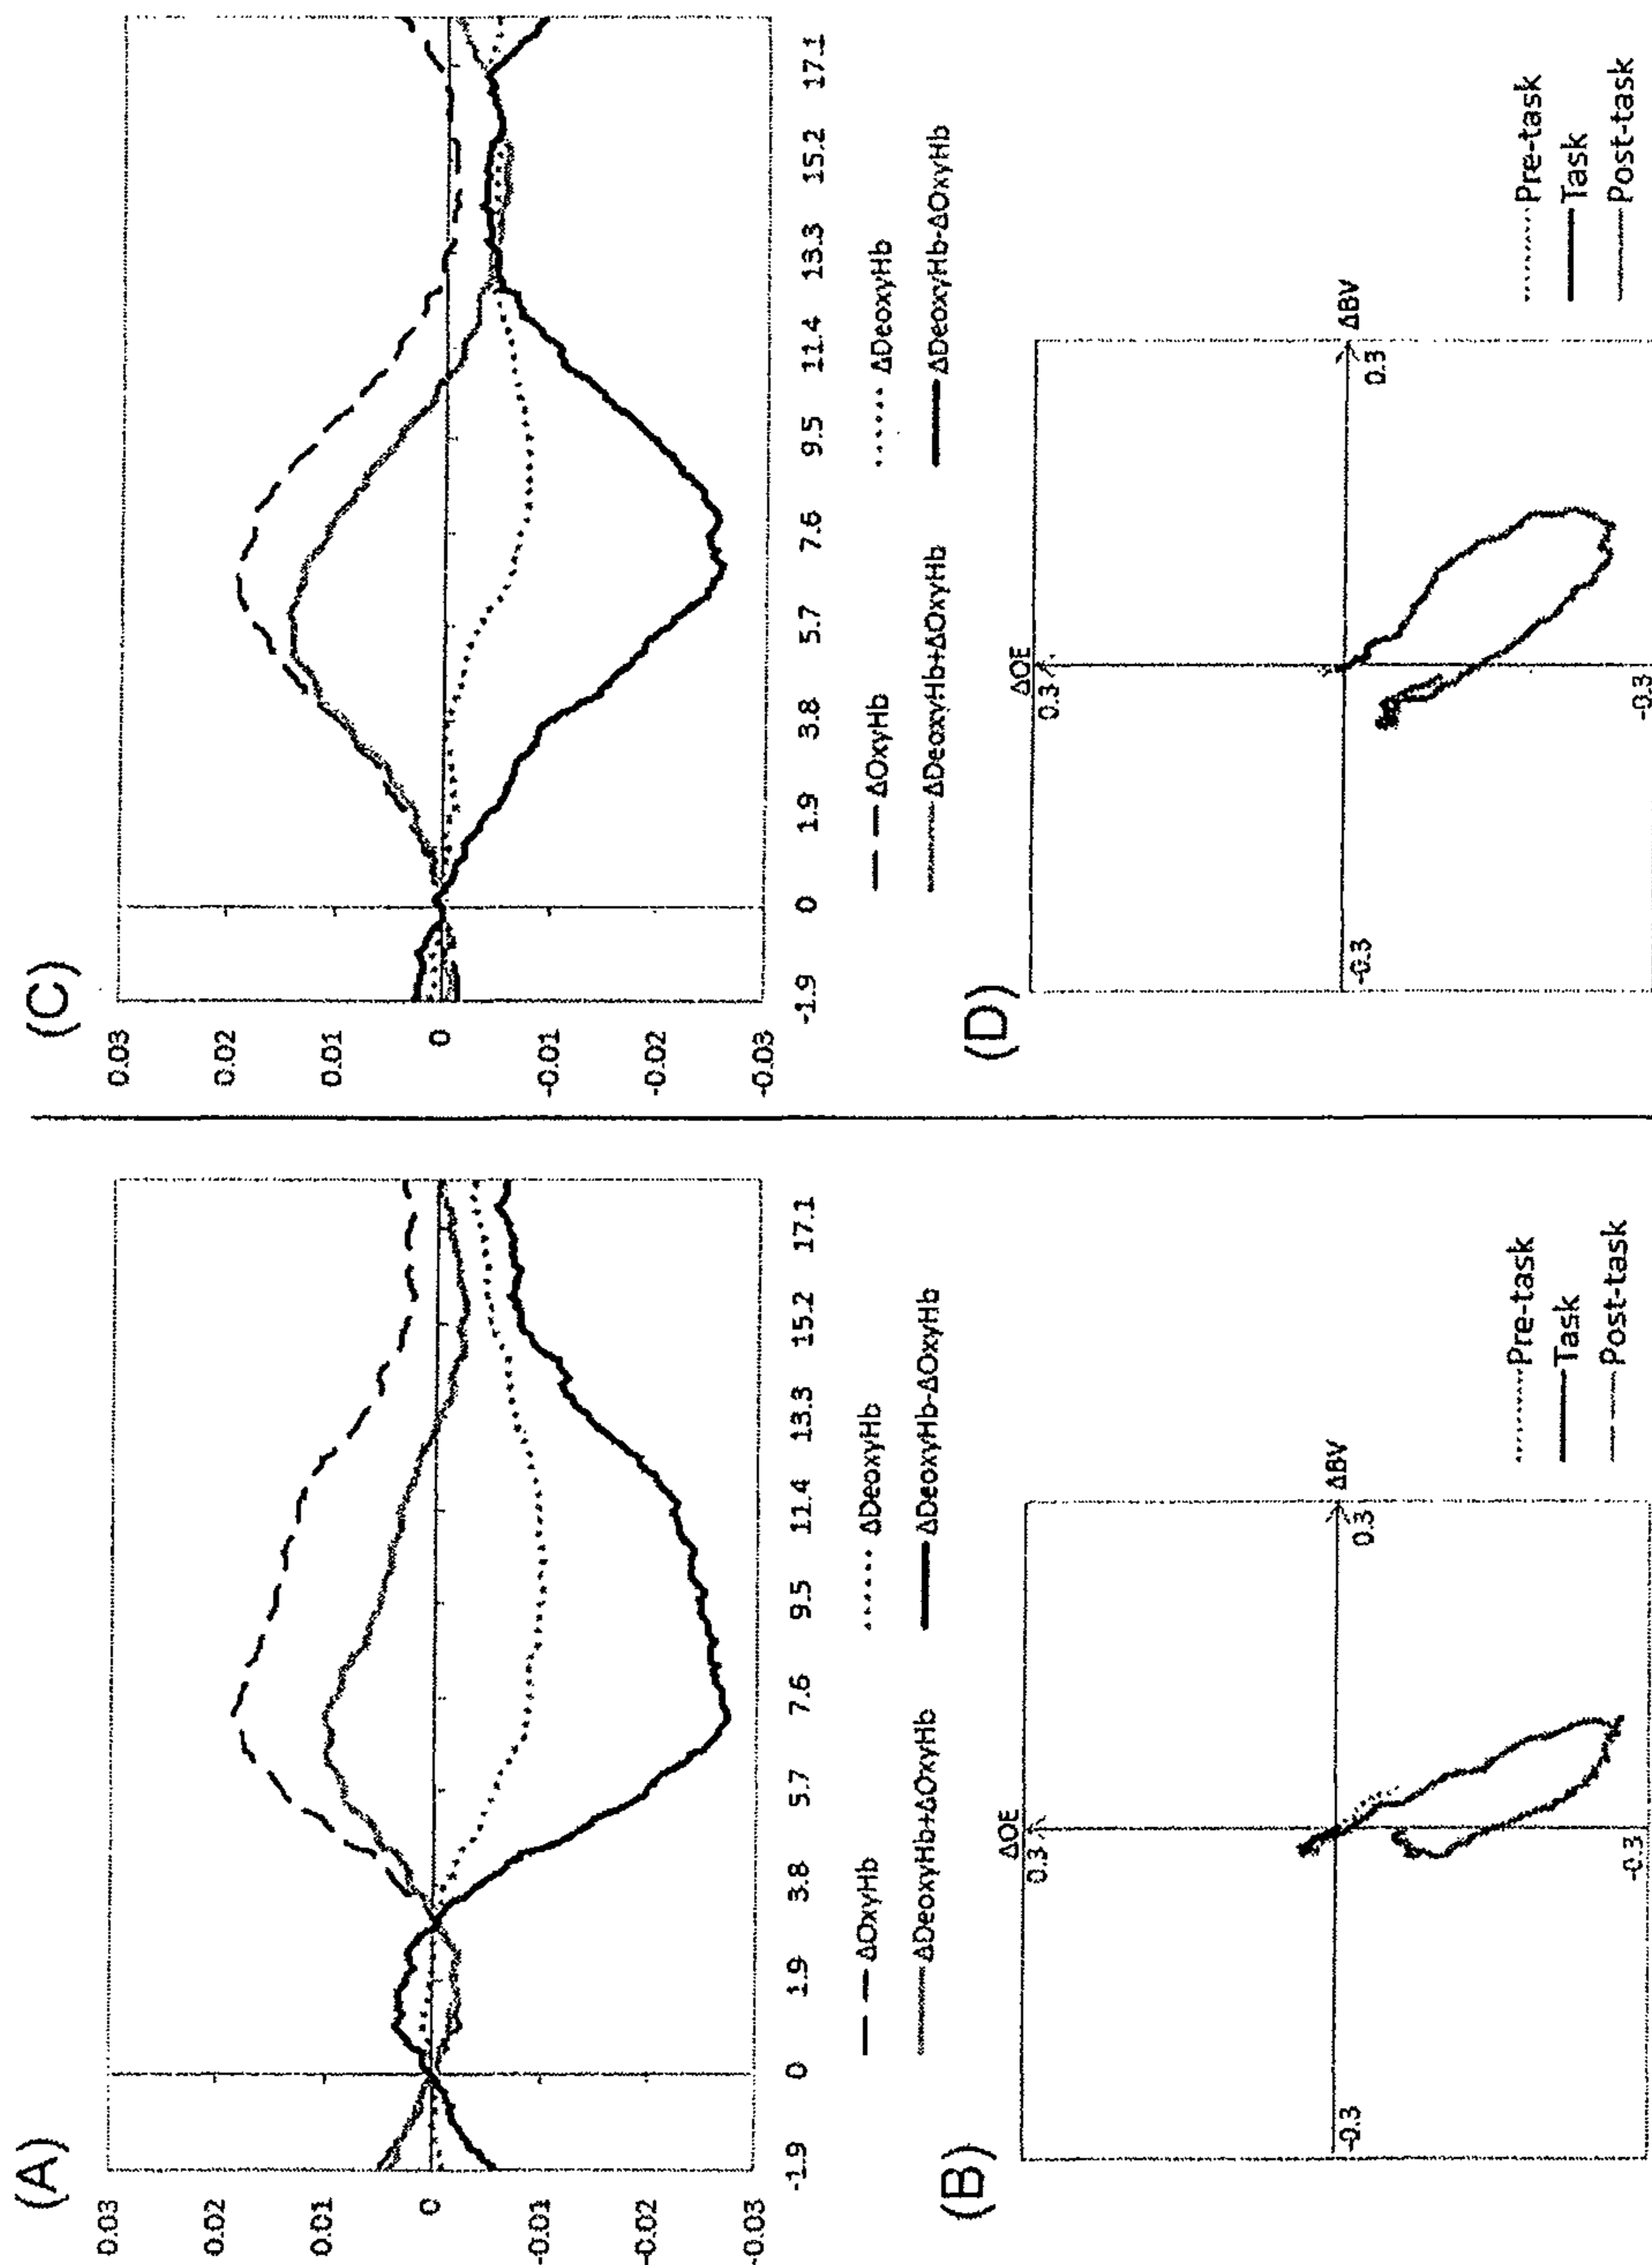 (A)
0.03
0.02
0.01
0
-0.01
-0.02
-0.03
-1.9 0 1.9 3.8 5.7 7.6 9.5 11.4 13.3 15.2 17.1
ΔOxyHb ΔDeoxyHb
ΔDeoxyHb+ΔOxyHb ΔDeoxyHb-ΔOxyHb
(B)
ΔOE
0.3
ΔBV
-0.3 0.3
-0.3
Pre-task
Task
Post-task
(C)
0.03
0.02
0.01
0
-0.01
-0.02
-0.03
-1.9 0 1.9 3.8 5.7 7.6 9.5 11.4 13.3 15.2 17.1
ΔOxyHb ΔDeoxyHb
ΔDeoxyHb+ΔOxyHb ΔDeoxyHb-ΔOxyHb
(D)
ΔOE
0.3
ΔBV
-0.3 0.3
-0.3
Pre-task
Task
Post-task